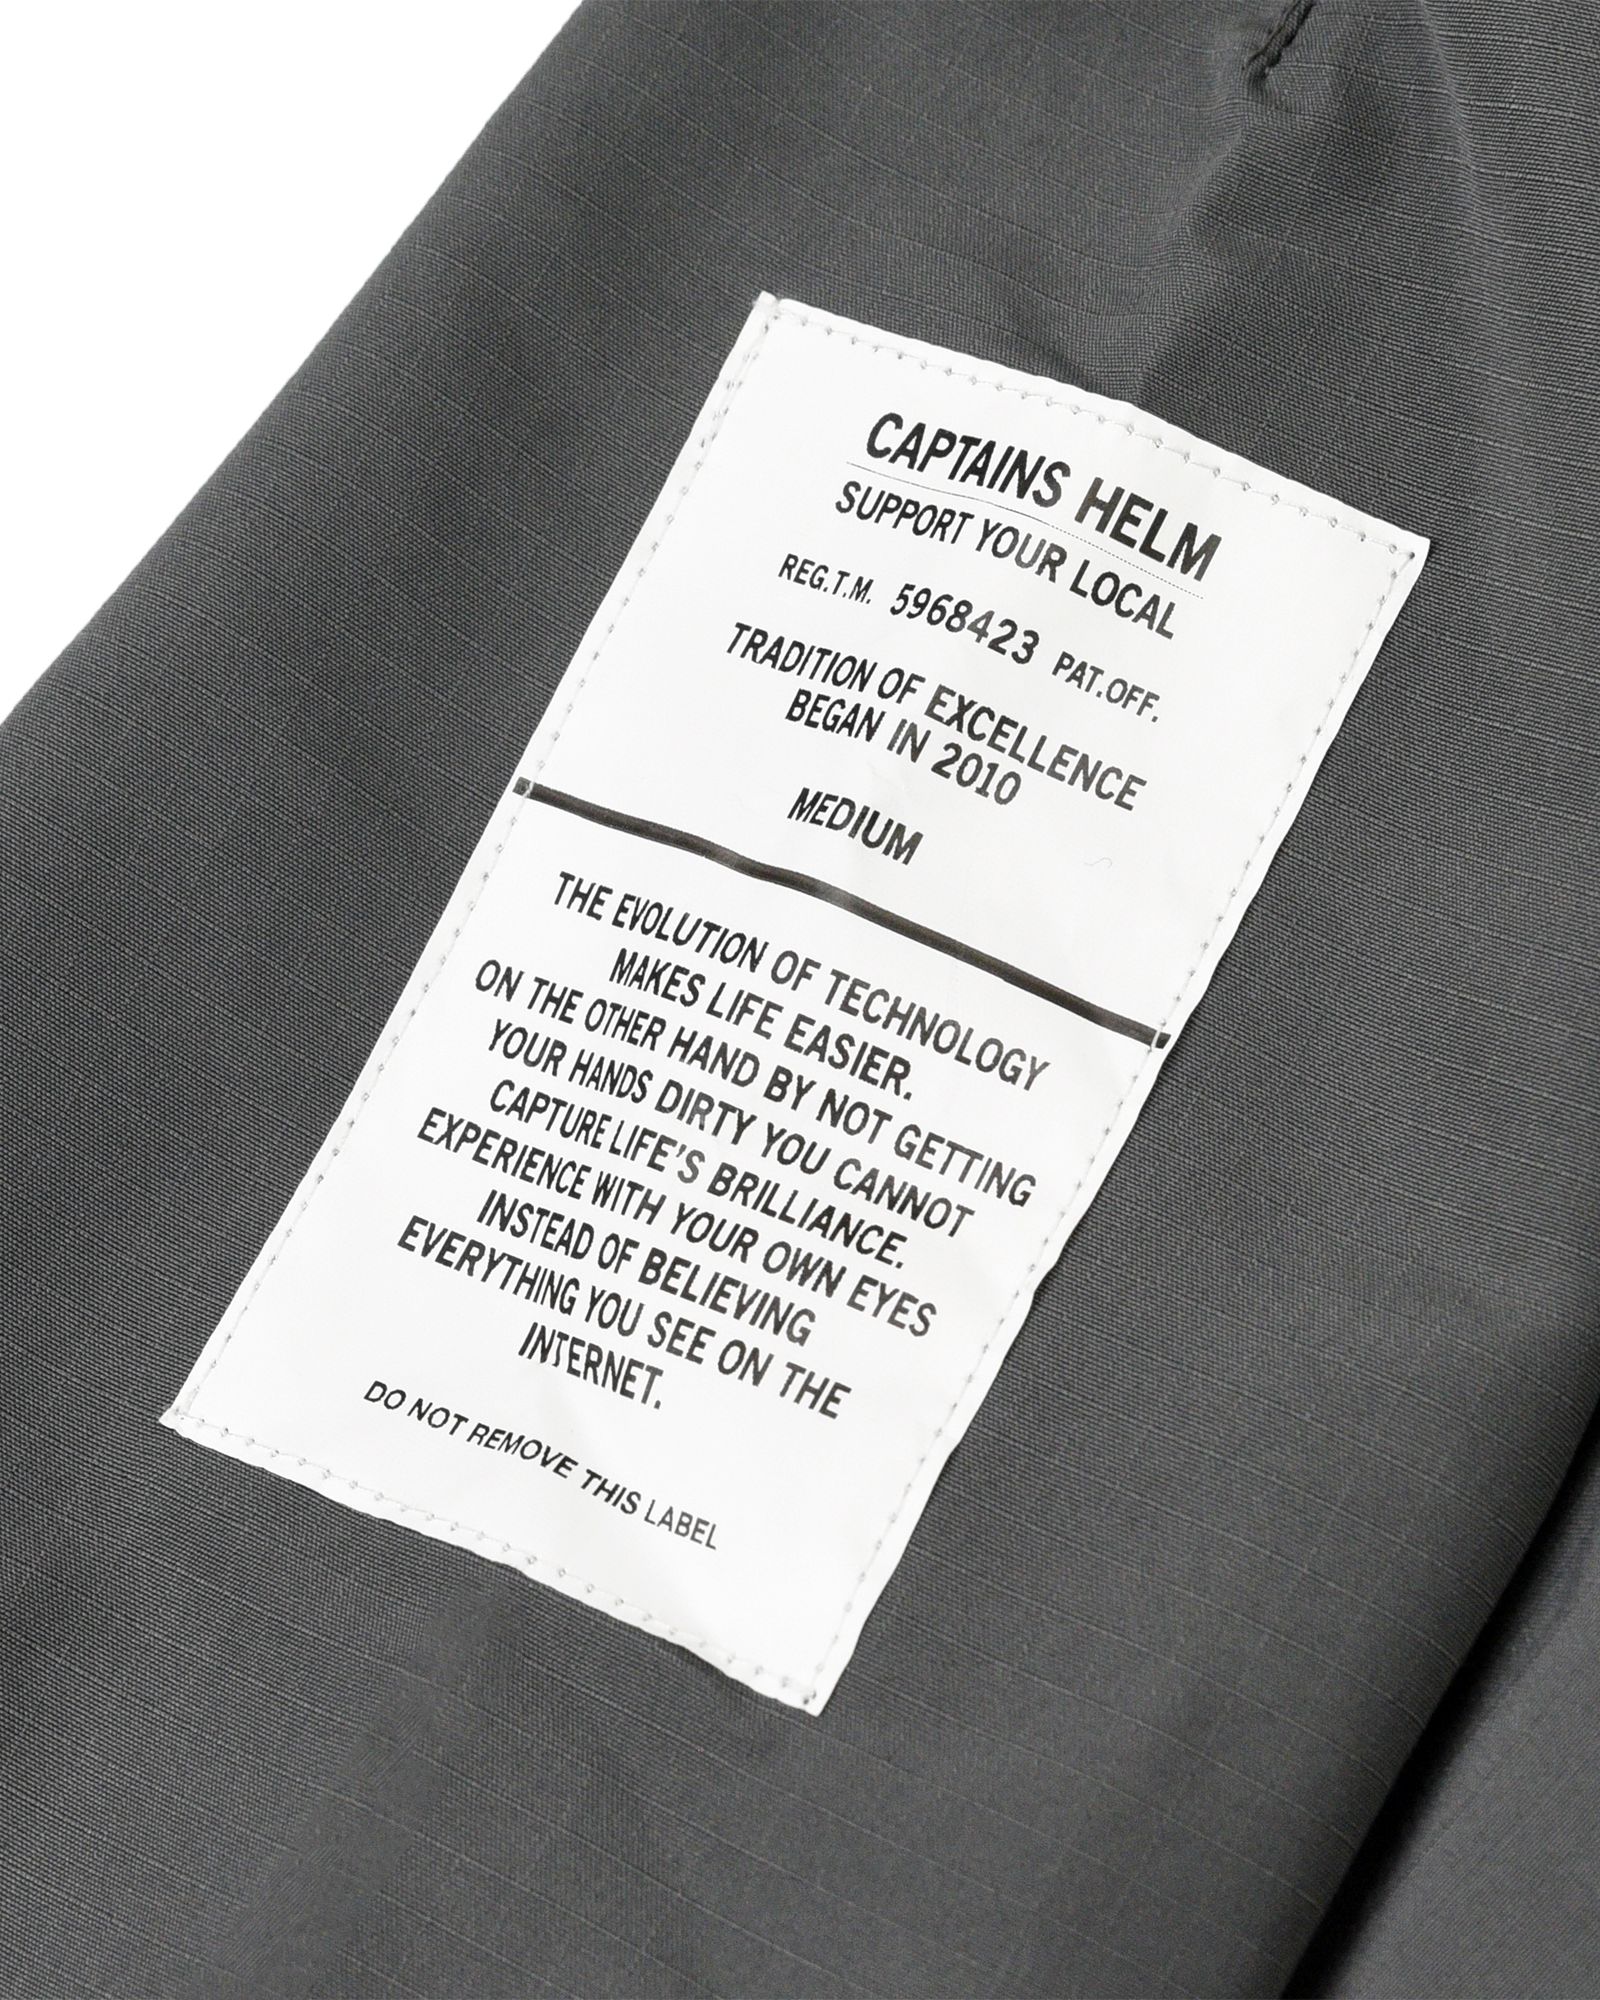 CAPTAINS HELM
SUPPORT YOUR LOCAL
REG.T.M. 5968423 PAT.OFF.
TRADITION OF EXCELLENCE
BEGAN IN 2010
MEDIUM
THE EVOLUTION OF TECHNOLOGY
MAKES LIFE EASIER.
ON THE OTHER HAND BY NOT GETTING
YOUR HANDS DIRTY YOU CANNOT
CAPTURE LIFE'S BRILLIANCE.
EXPERIENCE WITH YOUR OWN EYES
INSTEAD OF BELIEVING
EVERYTHING YOU SEE ON THE
INTERNET.
DO NOT REMOVE THIS LABEL